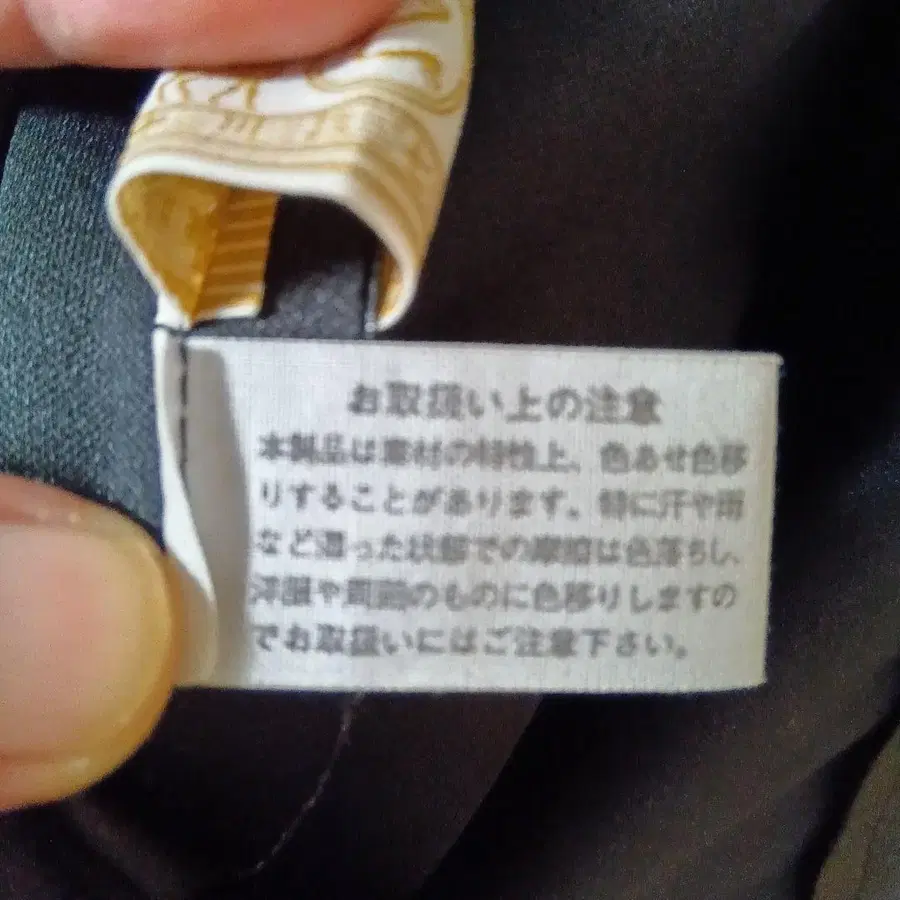 お取扱い上の注意
本製品は素材の特性上、色あせ色移
りすることがあります。特に汗や雨
など湿った状態での摩擦は色落ちし、
洋服や周囲のものに色移りしますの
でお取扱いにはご注意下さい。